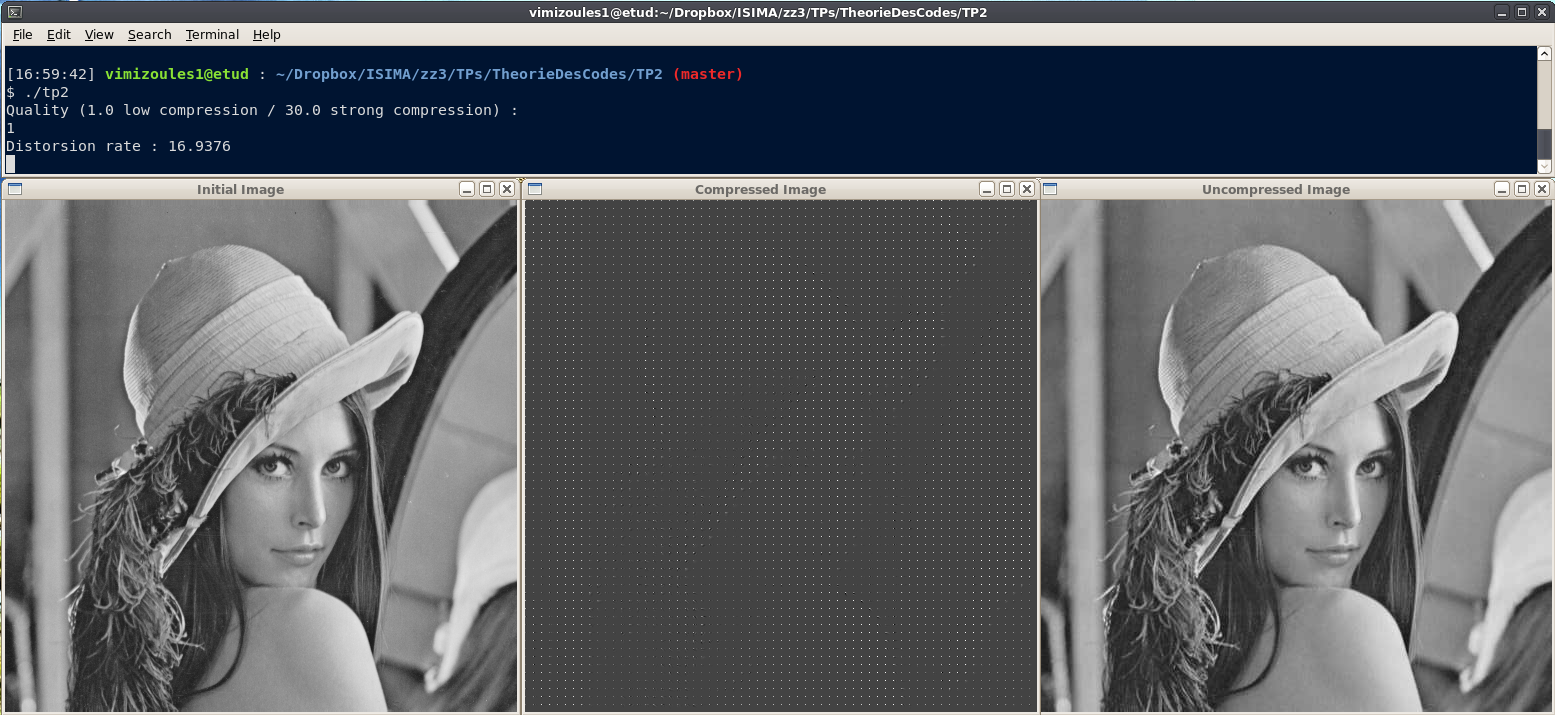 vimizoules1@etud:~/Dropbox/ISIMA/zz3/TPs/TheorieDesCodes/TP2
File Edit View Search Terminal Help
[16:59:42] vimizoules1@etud : ~/Dropbox/ISIMA/zz3/TPs/TheorieDesCodes/TP2 (master)
$ ./tp2
Quality (1.0 low compression / 30.0 strong compression) :
1
Distorsion rate : 16.9376
Initial Image
Compressed Image
Uncompressed Image